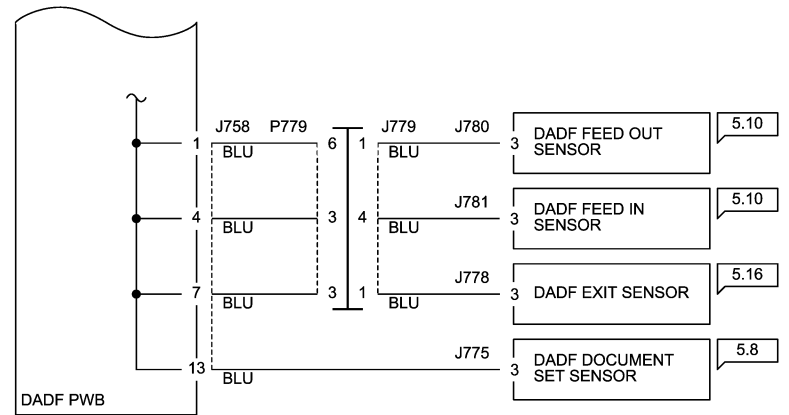 J758 P779 J779 J780 5.10
1 6 1 3 DADF FEED OUT
SENSOR
BLU BLU
J781 5.10
4 3 4 3 DADF FEED IN
SENSOR
BLU BLU
J778 5.16
7 3 1 3 DADF EXIT SENSOR
BLU BLU
J775 5.8
13 3 DADF DOCUMENT
SET SENSOR
BLU
DADF PWB